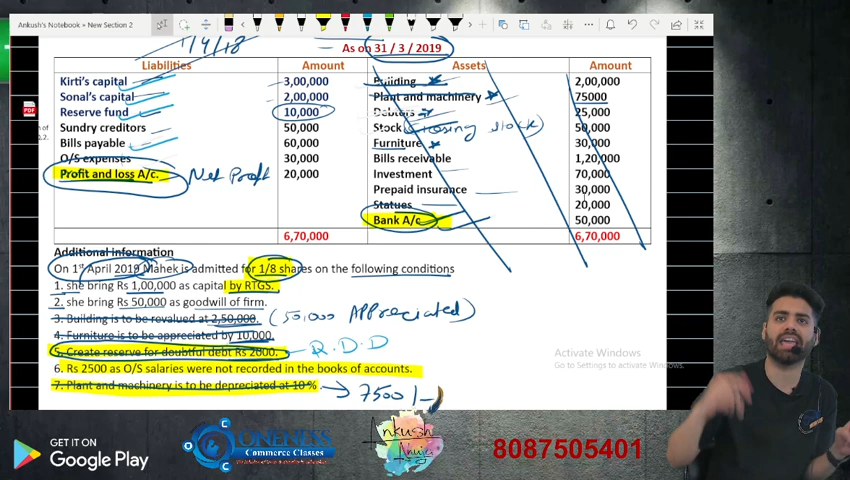 Ankush's Notebook » New Section 2
1/4/18 As on 31 / 3 / 2019
Liabilities Amount Assets Amount
Kirti's capital 3,00,000 Building 2,00,000
Sonal's capital 2,00,000 Plant and machinery 75000
Reserve fund 10,000 Debtors 25,000
Sundry creditors 50,000 Stock (closing stock) 50,000
Bills payable 60,000 Furniture 30,000
O/S expenses 30,000 Bills receivable 1,20,000
Profit and loss A/c. Net Profit 20,000 Investment 70,000
Prepaid insurance 30,000
Statues 20,000
Bank A/c 50,000
6,70,000 6,70,000
Additional information
On 1st April 2019 Mahek is admitted for 1/8 shares on the following conditions
1. she bring Rs 1,00,000 as capital by RTGS.
2. she bring Rs 50,000 as goodwill of firm.
3. Building is to be revalued at 2,50,000. (50,000 Appreciated)
4. Furniture is to be appreciated by 10,000.
5. Create reserve for doubtful debt Rs 2000. R.D.D
6. Rs 2500 as O/S salaries were not recorded in the books of accounts.
7. Plant and machinery is to be depreciated at 10 % → 7500/-
Activate Windows
Go to Settings to activate Windows.
PDF
GET IT ON
Google Play
ONENESS
Commerce Classes
Ankush
Ahuja
8087505401